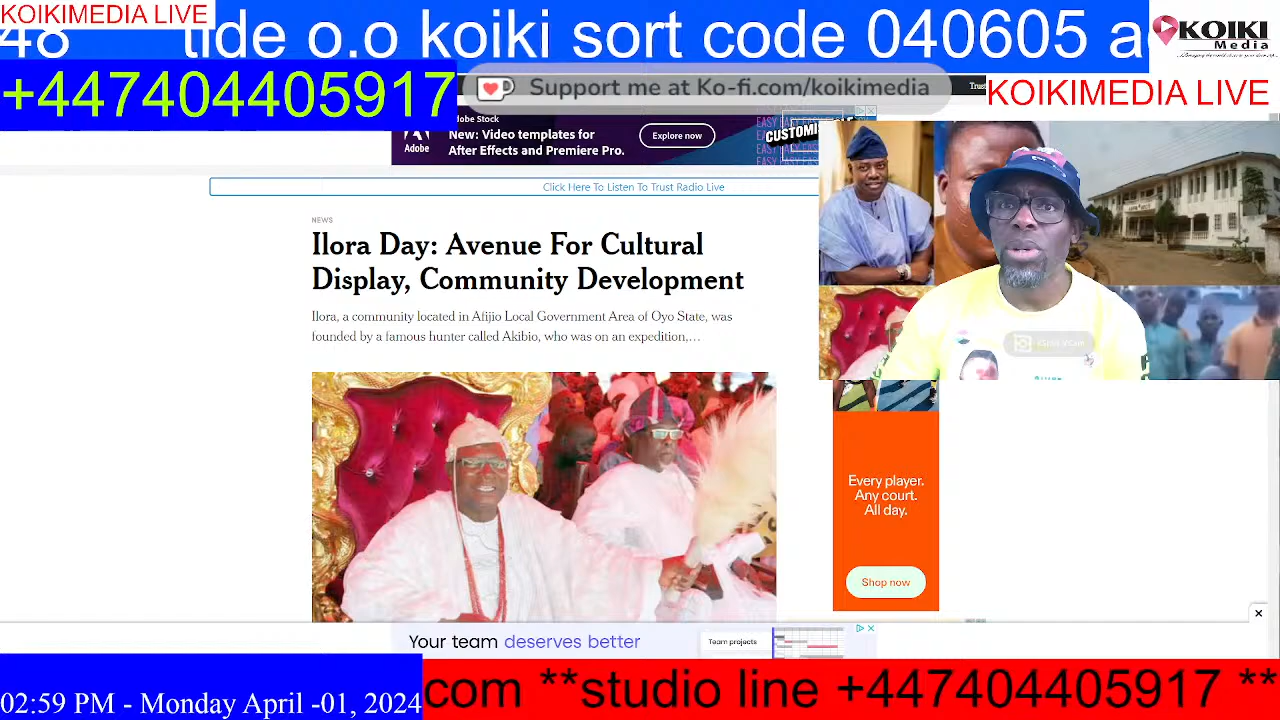 KOIKIMEDIA LIVE
48 tide o.o koiki sort code 040605 a
KOIKI
Media
+447404405917
Support me at Ko-fi.com/koikimedia
Trust
KOIKIMEDIA LIVE
Adobe Stock
New: Video templates for
After Effects and Premiere Pro.
Adobe
Explore now
Click Here To Listen To Trust Radio Live
NEWS
Ilora Day: Avenue For Cultural
Display, Community Development
Ilora, a community located in Afijio Local Government Area of Oyo State, was
founded by a famous hunter called Akibio, who was on an expedition,…
Every player.
Any court.
All day.
Shop now
Your team deserves better
Team projects
02:59 PM - Monday April -01, 2024
com **studio line +447404405917 **